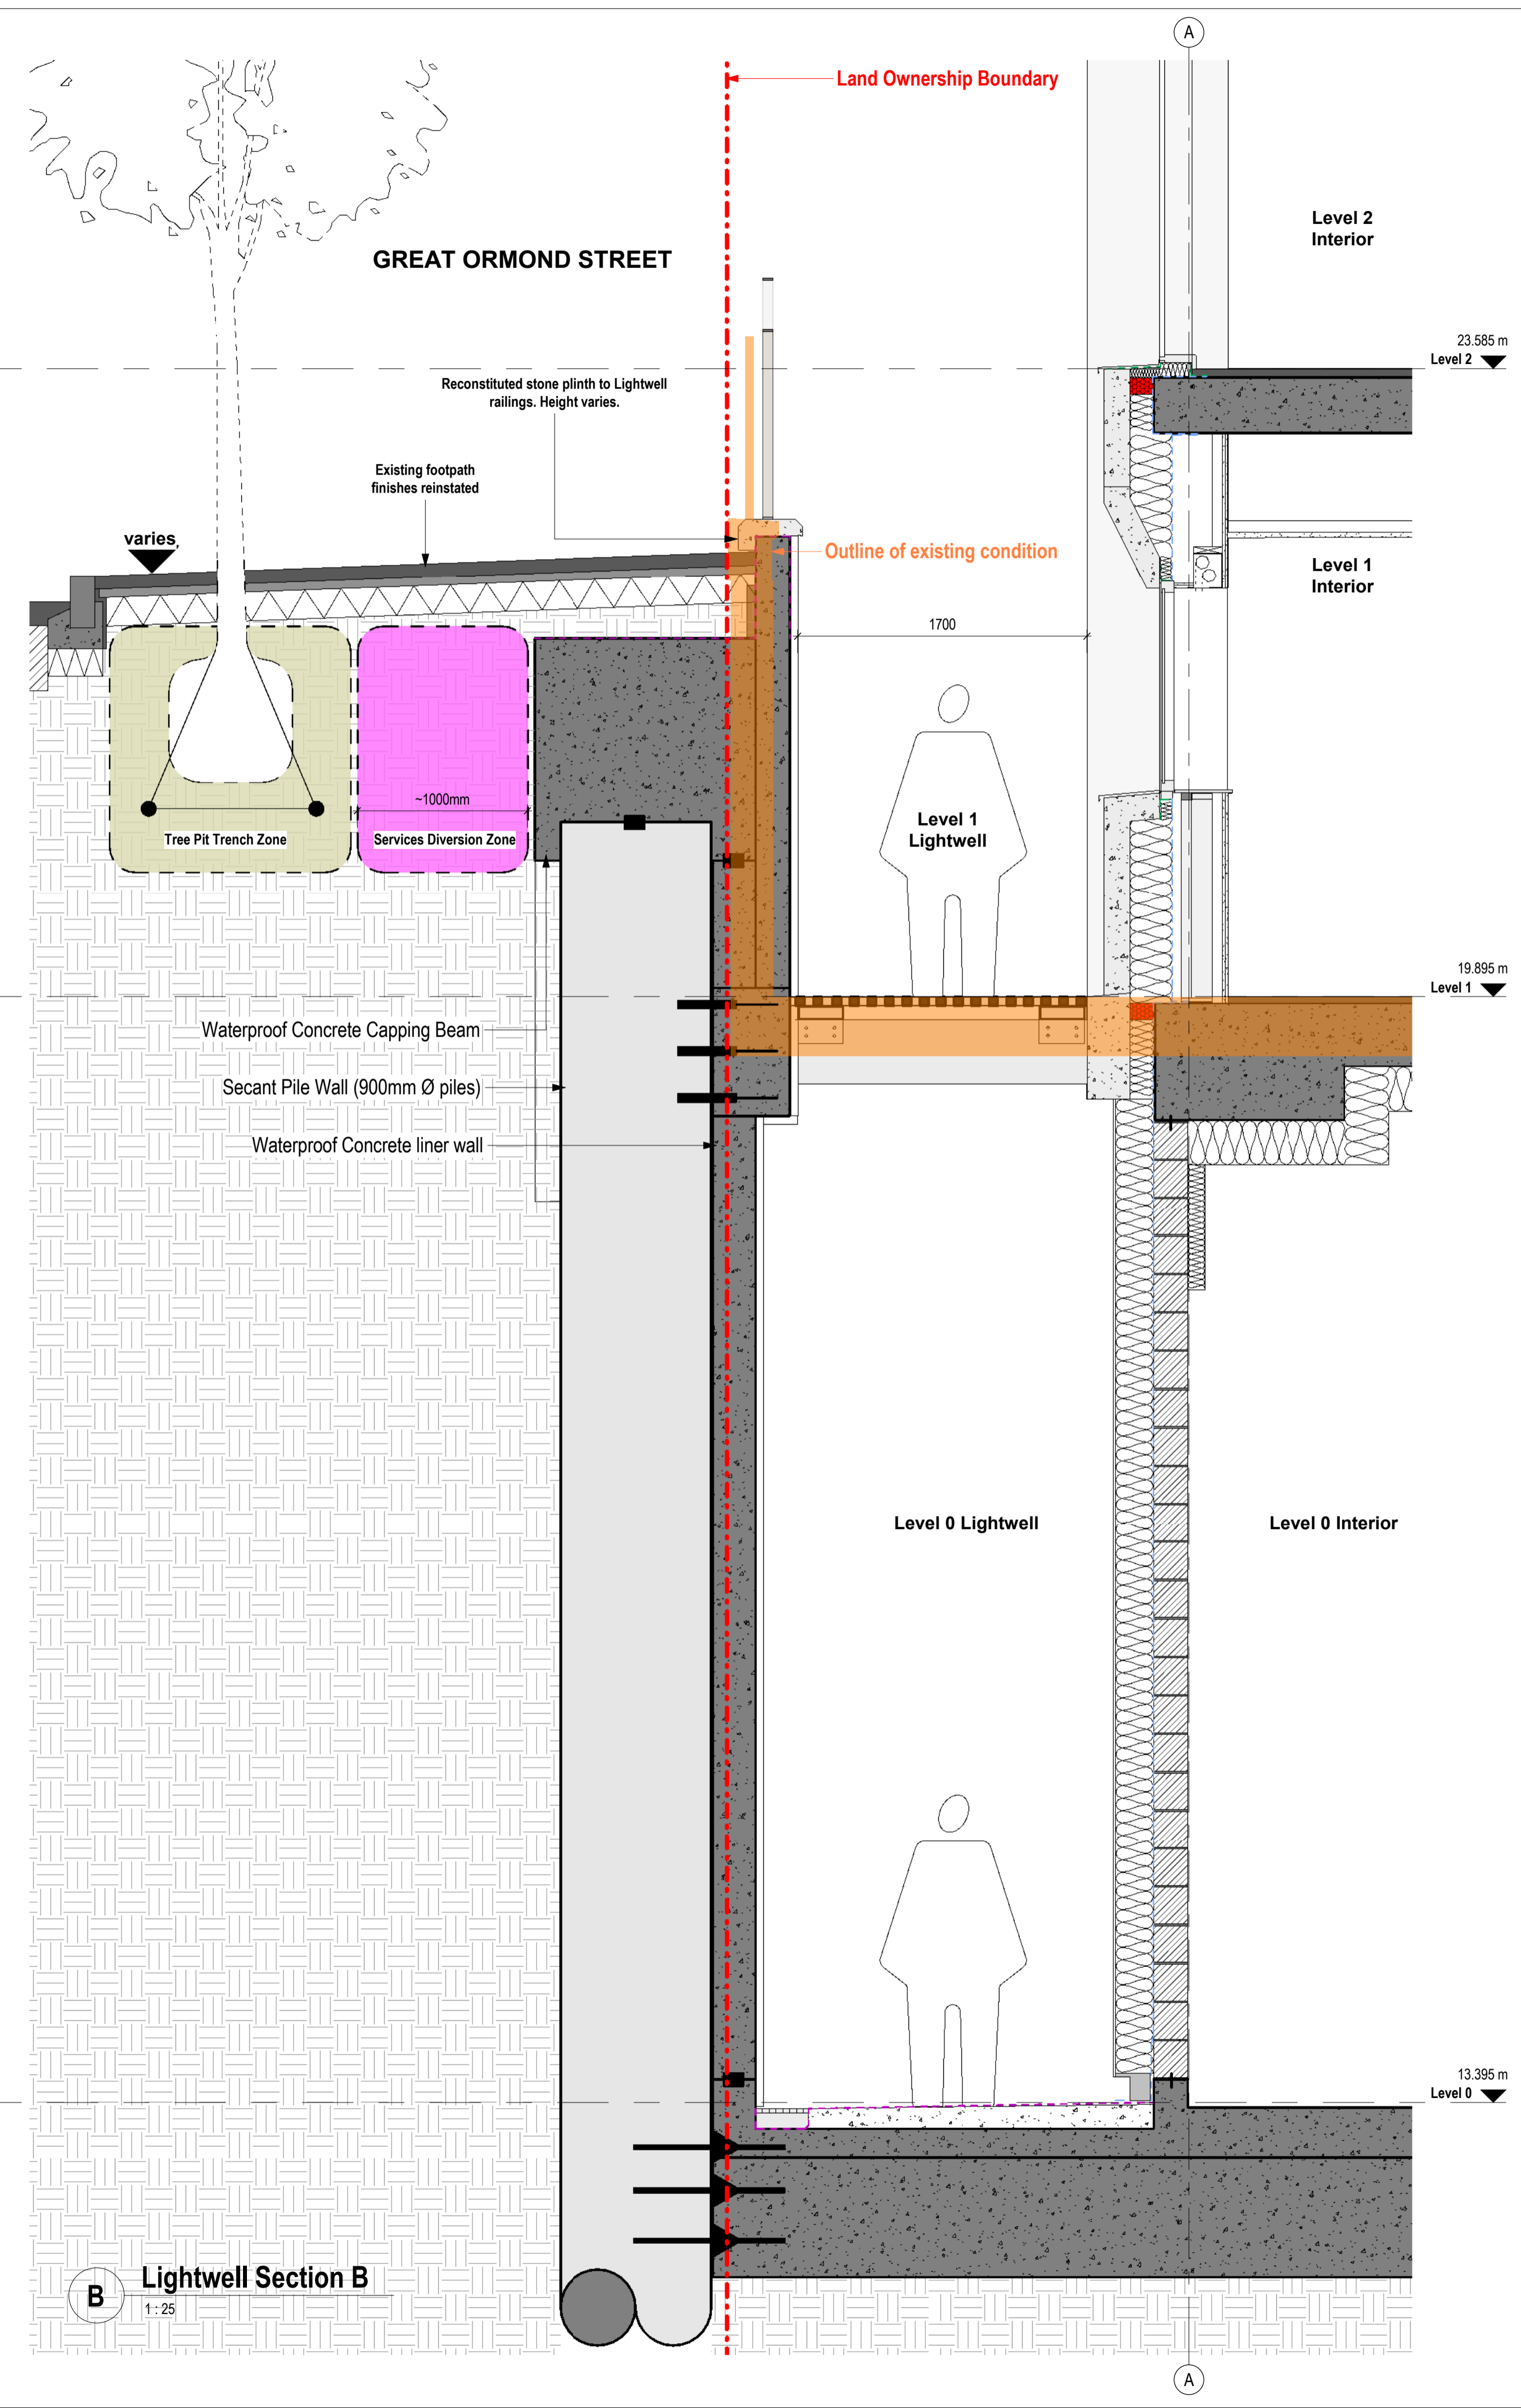 A
Land Ownership Boundary
Level 2
Interior
GREAT ORMOND STREET
23.585 m
Level 2
Reconstituted stone plinth to Lightwell
railings. Height varies.
Existing footpath
finishes reinstated
varies
Outline of existing condition
Level 1
Interior
1700
~1000mm
Tree Pit Trench Zone
Services Diversion Zone
Level 1
Lightwell
19.895 m
Level 1
Waterproof Concrete Capping Beam
Secant Pile Wall (900mm Ø piles)
Waterproof Concrete liner wall
Level 0 Lightwell
Level 0 Interior
13.395 m
Level 0
B
Lightwell Section B
1 : 25
A